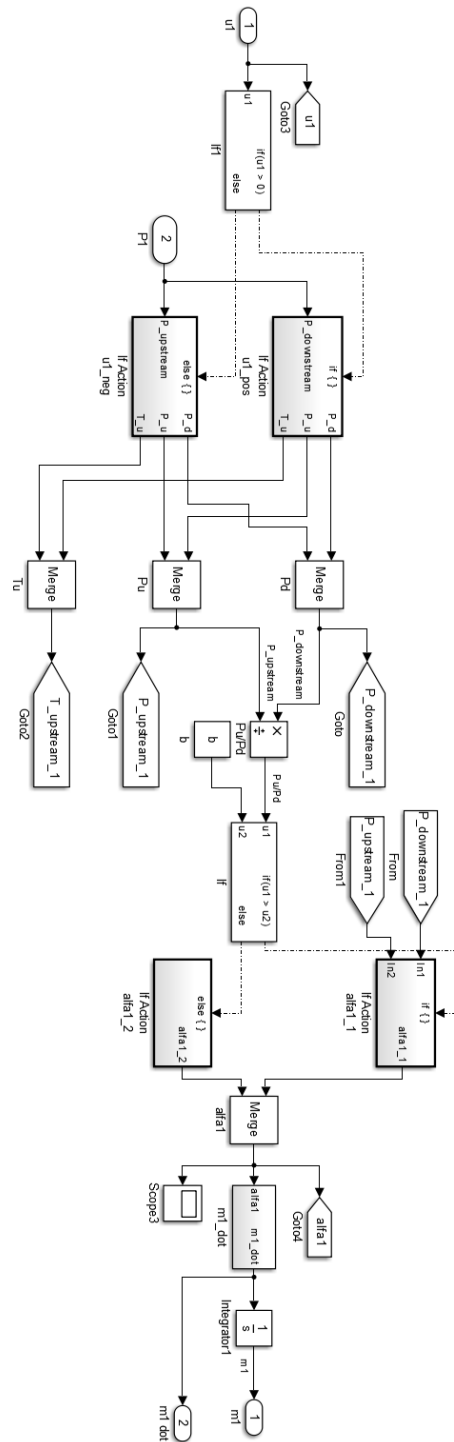 1
u1
u1
Goto3
u1
if(u1 > 0)
else
If1
2
P1
if { }
P_downstream
P_d
P_u
T_u
If Action
u1_pos
else { }
P_upstream
P_d
P_u
T_u
If Action
u1_neg
Merge
Pd
Merge
Pu
Merge
Tu
P_downstream_1
Goto
P_upstream_1
Goto1
T_upstream_1
Goto2
P_downstream
P_upstream
×
÷
Pu/Pd
Pu/Pd
b
b
u1
u2
if(u1 > u2)
else
If
P_downstream_1
From
P_upstream_1
From1
if { }
In1
In2
alfa1_1
If Action
alfa1_1
else { }
alfa1_2
If Action
alfa1_2
Merge
alfa1
alfa1
Goto4
alfa1
m1_dot
m1_dot
Scope3
1
s
Integrator1
m1
1
m1
2
m1 dot